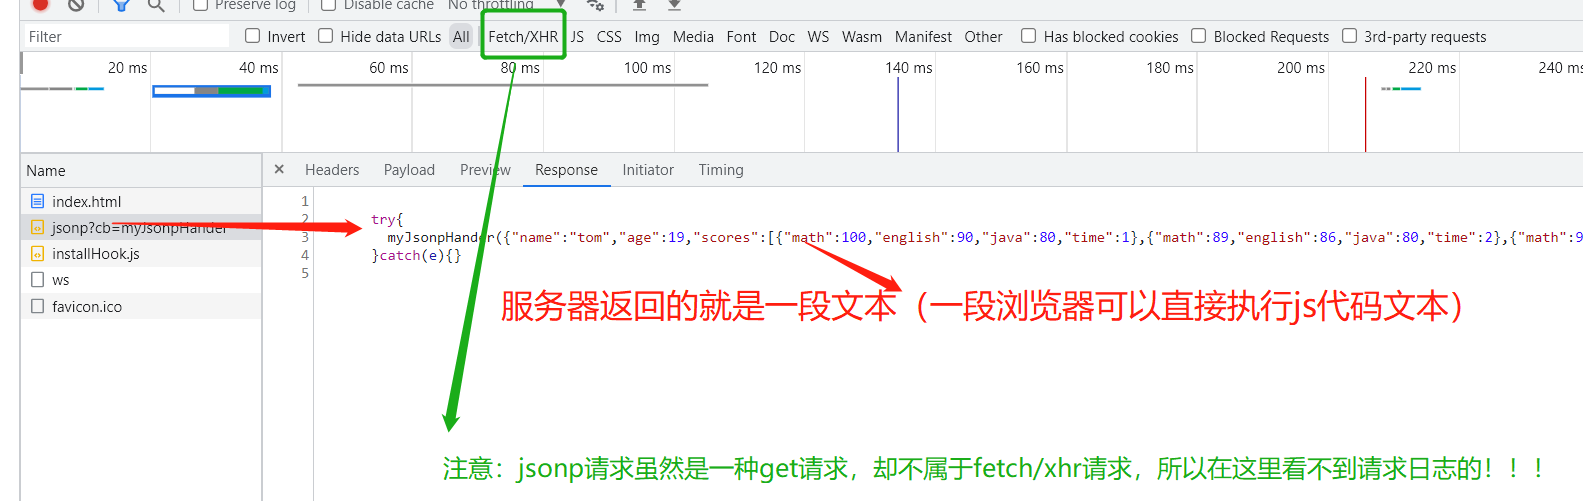 Preserve log Disable cache No throttling
Filter Invert Hide data URLs All Fetch/XHR JS CSS Img Media Font Doc WS Wasm Manifest Other Has blocked cookies Blocked Requests 3rd-party requests
20 ms 40 ms 60 ms 80 ms 100 ms 120 ms 140 ms 160 ms 180 ms 200 ms 220 ms 240 ms
Name × Headers Payload Preview Response Initiator Timing
index.html
jsonp?cb=myJsonpHander
installHook.js
ws
favicon.ico
1
2 try{
3 myJsonpHander({"name":"tom","age":19,"scores":[{"math":100,"english":90,"java":80,"time":1},{"math":89,"english":86,"java":80,"time":2},{"math":9
4 }catch(e){}
5
服务器返回的就是一段文本（一段浏览器可以直接执行js代码文本）
注意：jsonp请求虽然是一种get请求，却不属于fetch/xhr请求，所以在这里看不到请求日志的！！！